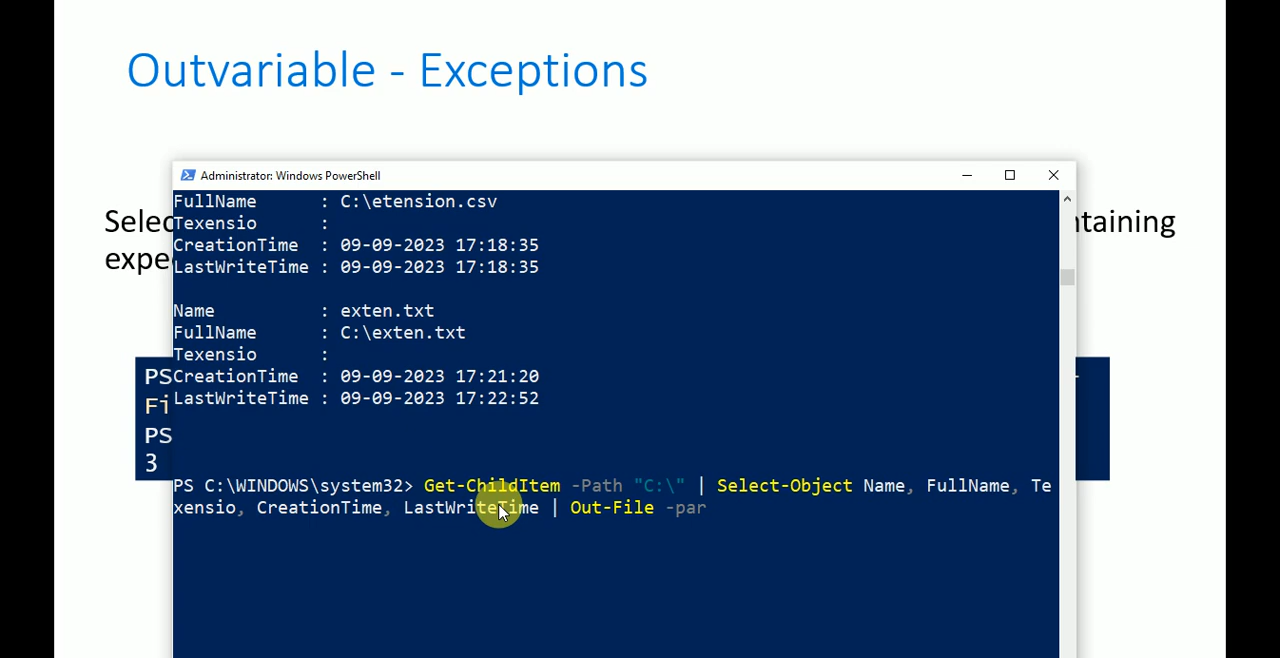 Outvariable - Exceptions
Administrator: Windows PowerShell
FullName : C:\etension.csv
Texensio :
CreationTime : 09-09-2023 17:18:35
LastWriteTime : 09-09-2023 17:18:35
Name : exten.txt
FullName : C:\exten.txt
Texensio :
CreationTime : 09-09-2023 17:21:20
LastWriteTime : 09-09-2023 17:22:52
PS C:\WINDOWS\system32> Get-ChildItem -Path "C:\" | Select-Object Name, FullName, Te
xensio, CreationTime, LastWriteTime | Out-File -par
PS
PS
3